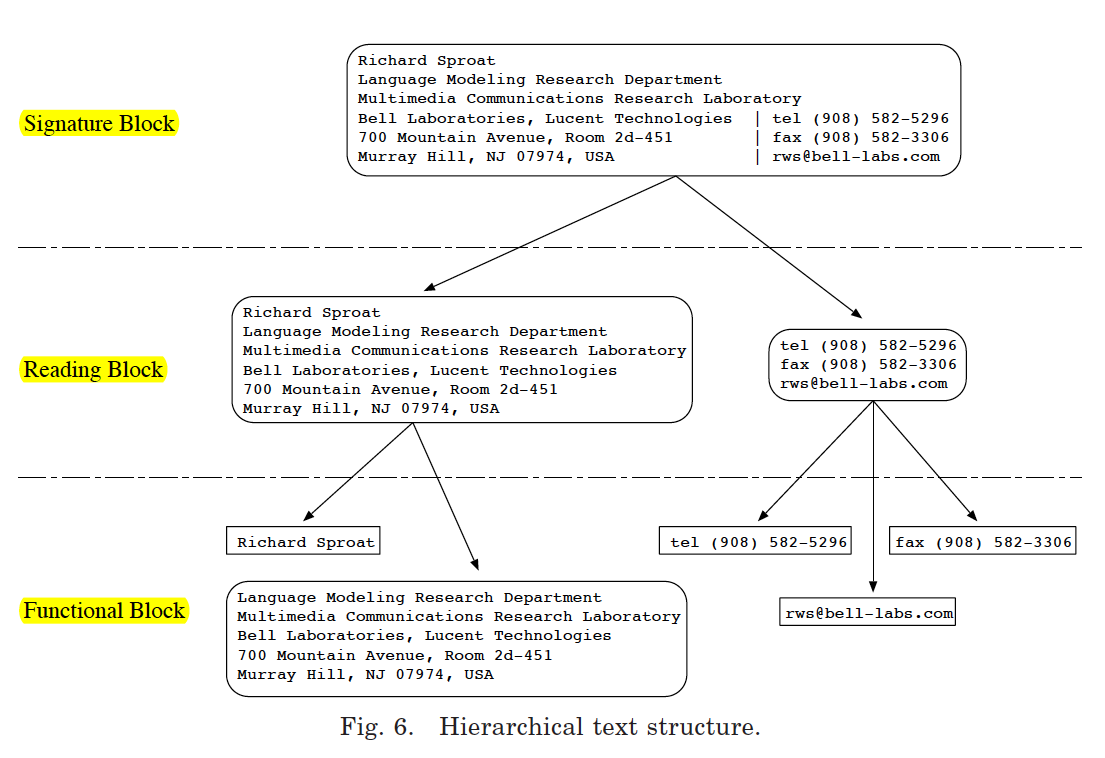 Signature Block
Richard Sproat
Language Modeling Research Department
Multimedia Communications Research Laboratory
Bell Laboratories, Lucent Technologies | tel (908) 582-5296
700 Mountain Avenue, Room 2d-451 | fax (908) 582-3306
Murray Hill, NJ 07974, USA | rws@bell-labs.com
Reading Block
Richard Sproat
Language Modeling Research Department
Multimedia Communications Research Laboratory
Bell Laboratories, Lucent Technologies
700 Mountain Avenue, Room 2d-451
Murray Hill, NJ 07974, USA
tel (908) 582-5296
fax (908) 582-3306
rws@bell-labs.com
Functional Block
Richard Sproat
Language Modeling Research Department
Multimedia Communications Research Laboratory
Bell Laboratories, Lucent Technologies
700 Mountain Avenue, Room 2d-451
Murray Hill, NJ 07974, USA
tel (908) 582-5296
fax (908) 582-3306
rws@bell-labs.com
Fig. 6. Hierarchical text structure.